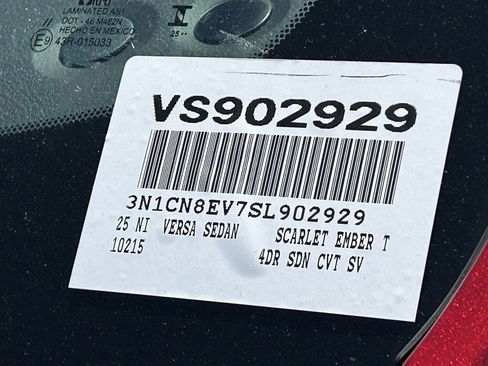 LAMINATED AS1
DOT - 46 M482N
HECHO EN MEXICO
E9 43R-015033
25
VS902929
3N1CN8EV7SL902929
25 NI VERSA SEDAN SCARLET EMBER T
10215 4DR SDN CVT SV